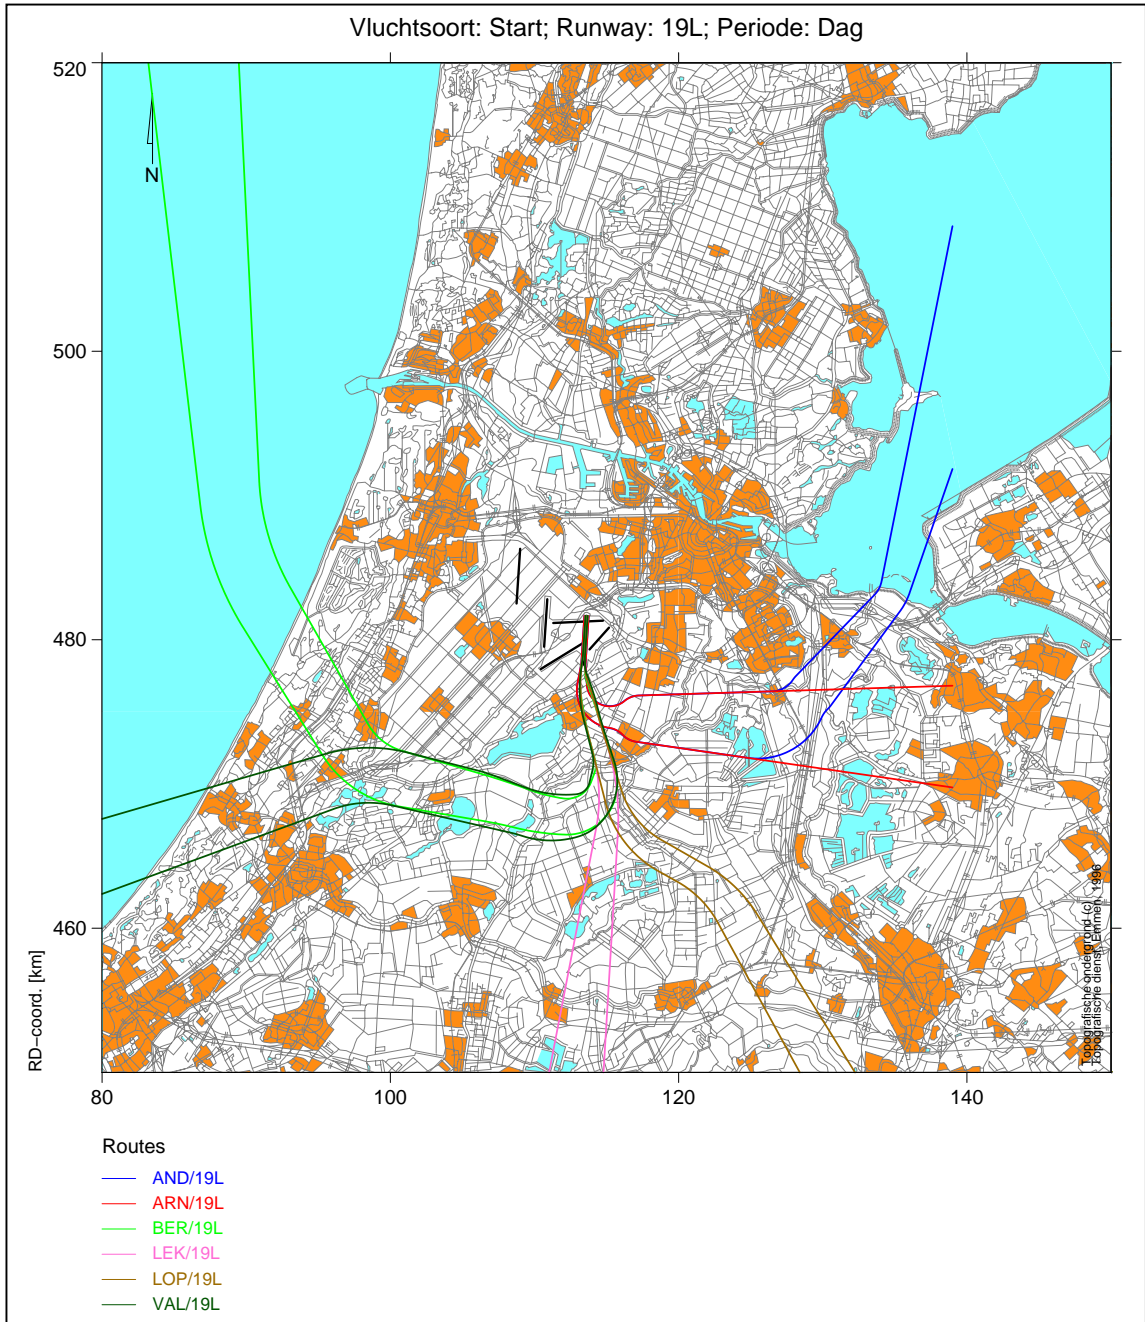 Vluchtsoort: Start; Runway: 19L; Periode: Dag
520
N
500
480
460
RD−coord. [km]
Topografische ondergrond (c)
Topografische dienst, Emmen, 1996
80
100
120
140
Routes
AND/19L
ARN/19L
BER/19L
LEK/19L
LOP/19L
VAL/19L